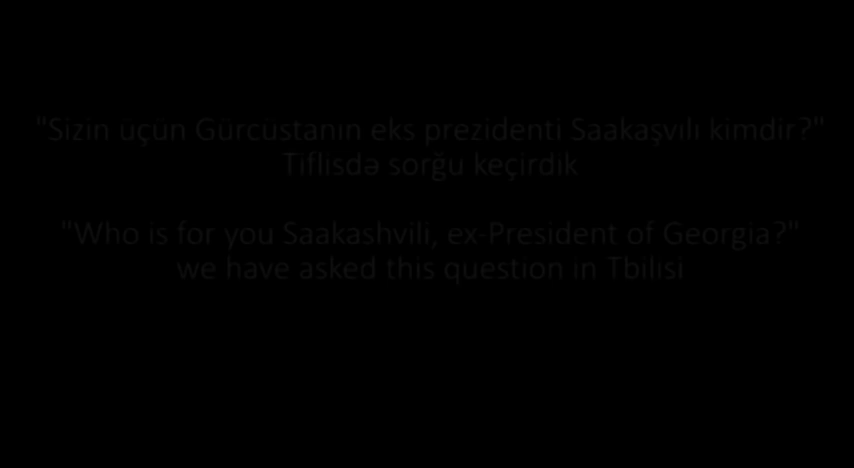 "Sizin üçün Gürcüstanın eks prezidenti Saakaşvili kimdir?"
Tiflisdə sorğu keçirdik
"Who is for you Saakashvili, ex-President of Georgia?"
we have asked this question in Tbilisi